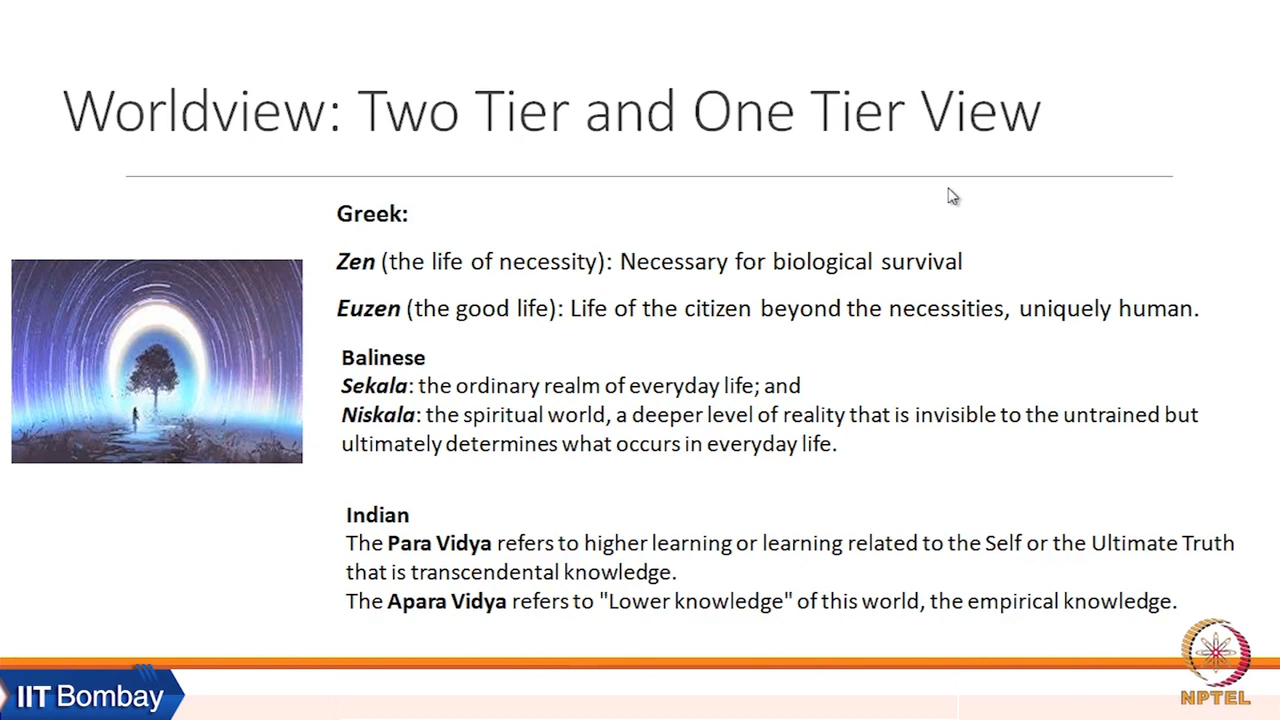 Worldview: Two Tier and One Tier View
Greek:
Zen (the life of necessity): Necessary for biological survival
Euzen (the good life): Life of the citizen beyond the necessities, uniquely human.
Balinese
Sekala: the ordinary realm of everyday life; and
Niskala: the spiritual world, a deeper level of reality that is invisible to the untrained but
ultimately determines what occurs in everyday life.
Indian
The Para Vidya refers to higher learning or learning related to the Self or the Ultimate Truth
that is transcendental knowledge.
The Apara Vidya refers to "Lower knowledge" of this world, the empirical knowledge.
IIT Bombay
NPTEL